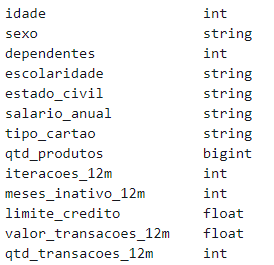 idade int
sexo string
dependentes int
escolaridade string
estado_civil string
salario_anual string
tipo_cartao string
qtd_produtos bigint
iteracoes_12m int
meses_inativo_12m int
limite_credito float
valor_transacoes_12m float
qtd_transacoes_12m int